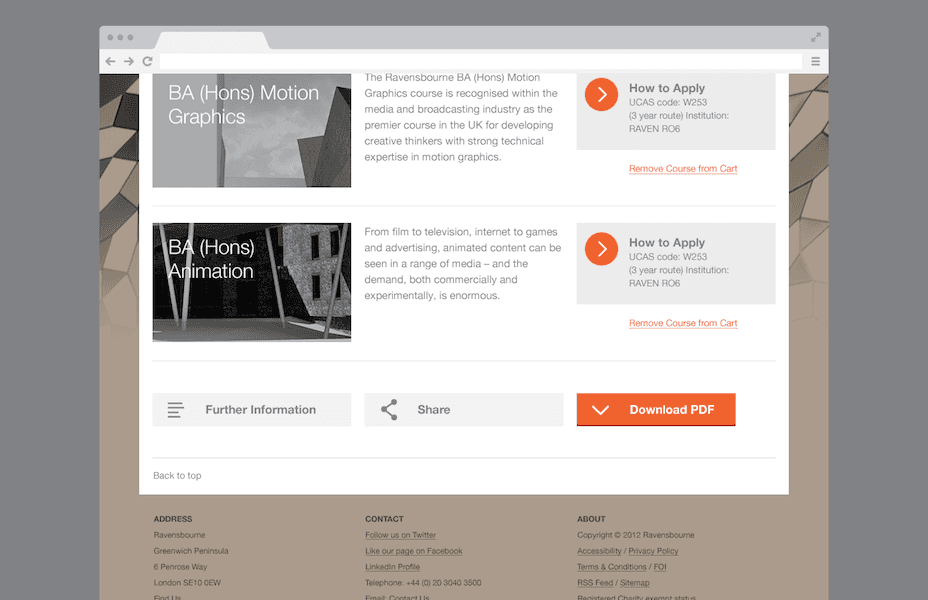 BA (Hons) Motion
Graphics
The Ravensbourne BA (Hons) Motion
Graphics course is recognised within the
media and broadcasting industry as the
premier course in the UK for developing
creative thinkers with strong technical
expertise in motion graphics.
How to Apply
UCAS code: W253
(3 year route) Institution:
RAVEN RO6
Remove Course from Cart
BA (Hons)
Animation
From film to television, internet to games
and advertising, animated content can be
seen in a range of media – and the
demand, both commercially and
experimentally, is enormous.
How to Apply
UCAS code: W253
(3 year route) Institution:
RAVEN RO6
Remove Course from Cart
Further Information
Share
Download PDF
Back to top
ADDRESS
Ravensbourne
Greenwich Peninsula
6 Penrose Way
London SE10 0EW
Find Us
CONTACT
Follow us on Twitter
Like our page on Facebook
LinkedIn Profile
Telephone: +44 (0) 20 3040 3500
Email: Contact Us
ABOUT
Copyright © 2012 Ravensbourne
Accessibility / Privacy Policy
Terms & Conditions / FOI
RSS Feed / Sitemap
Registered Charity exempt status